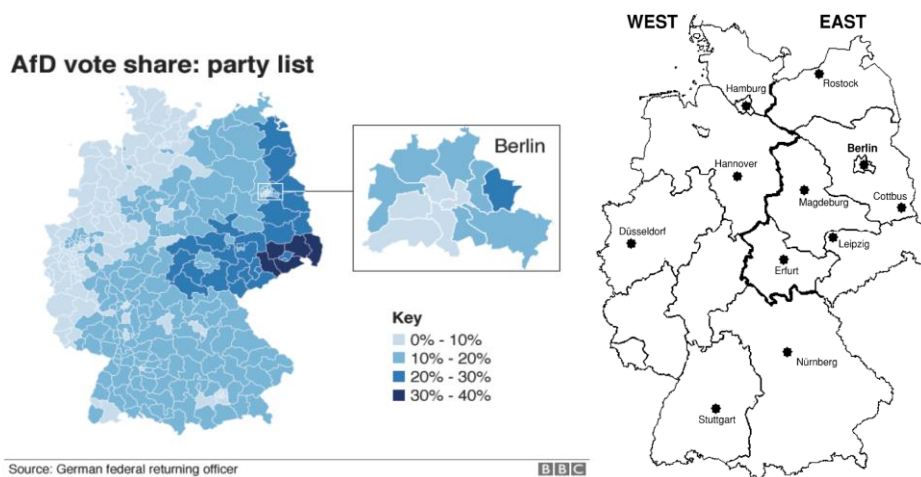 AfD vote share: party list
Berlin
Key
0% - 10%
10% - 20%
20% - 30%
30% - 40%
Source: German federal returning officer
BBC
WEST
EAST
Rostock
Hamburg
Berlin
Hannover
Magdeburg
Cottbus
Düsseldorf
Leipzig
Erfurt
Nürnberg
Stuttgart